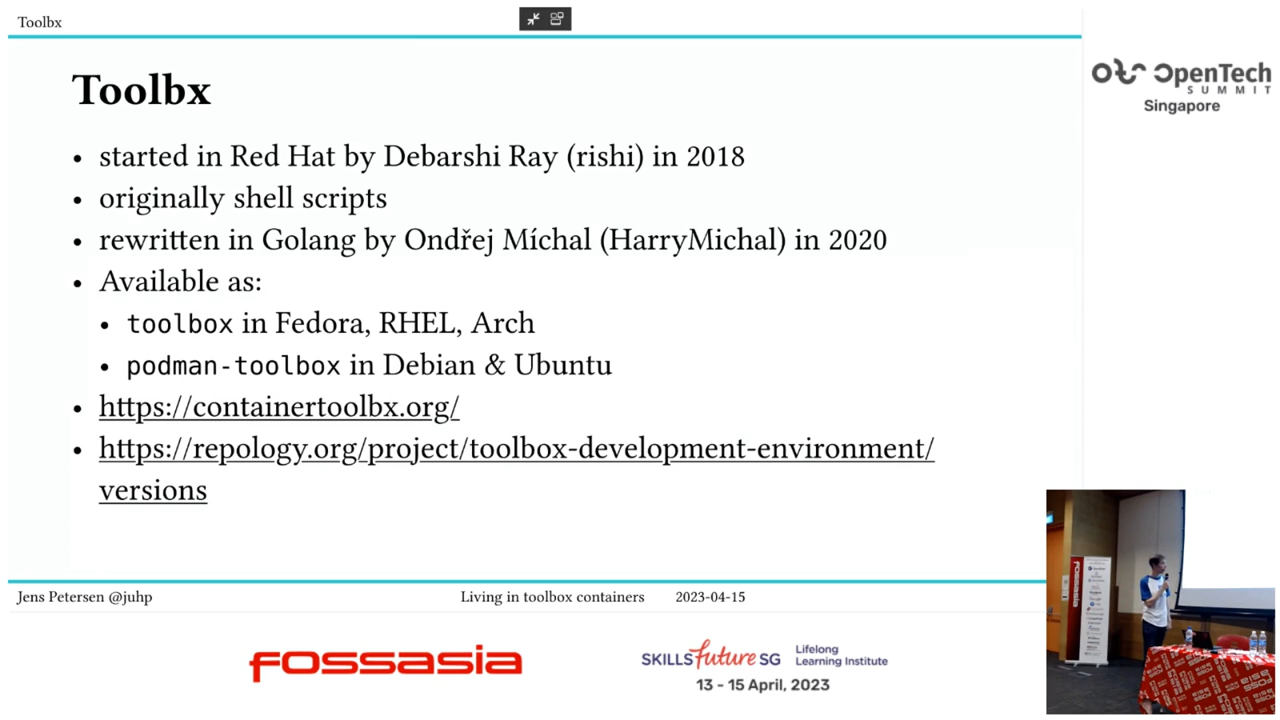 Toolbx
Toolbx
• started in Red Hat by Debarshi Ray (rishi) in 2018
• originally shell scripts
• rewritten in Golang by Ondřej Míchal (HarryMichal) in 2020
• Available as:
• toolbox in Fedora, RHEL, Arch
• podman-toolbox in Debian & Ubuntu
• https://containertoolbx.org/
• https://repology.org/project/toolbox-development-environment/
versions
Jens Petersen @juhp
Living in toolbox containers
2023-04-15
OpenTech
SUMMIT
Singapore
fossasia
SKILLSfuture SG
Lifelong
Learning Institute
13 - 15 April, 2023
fossasia